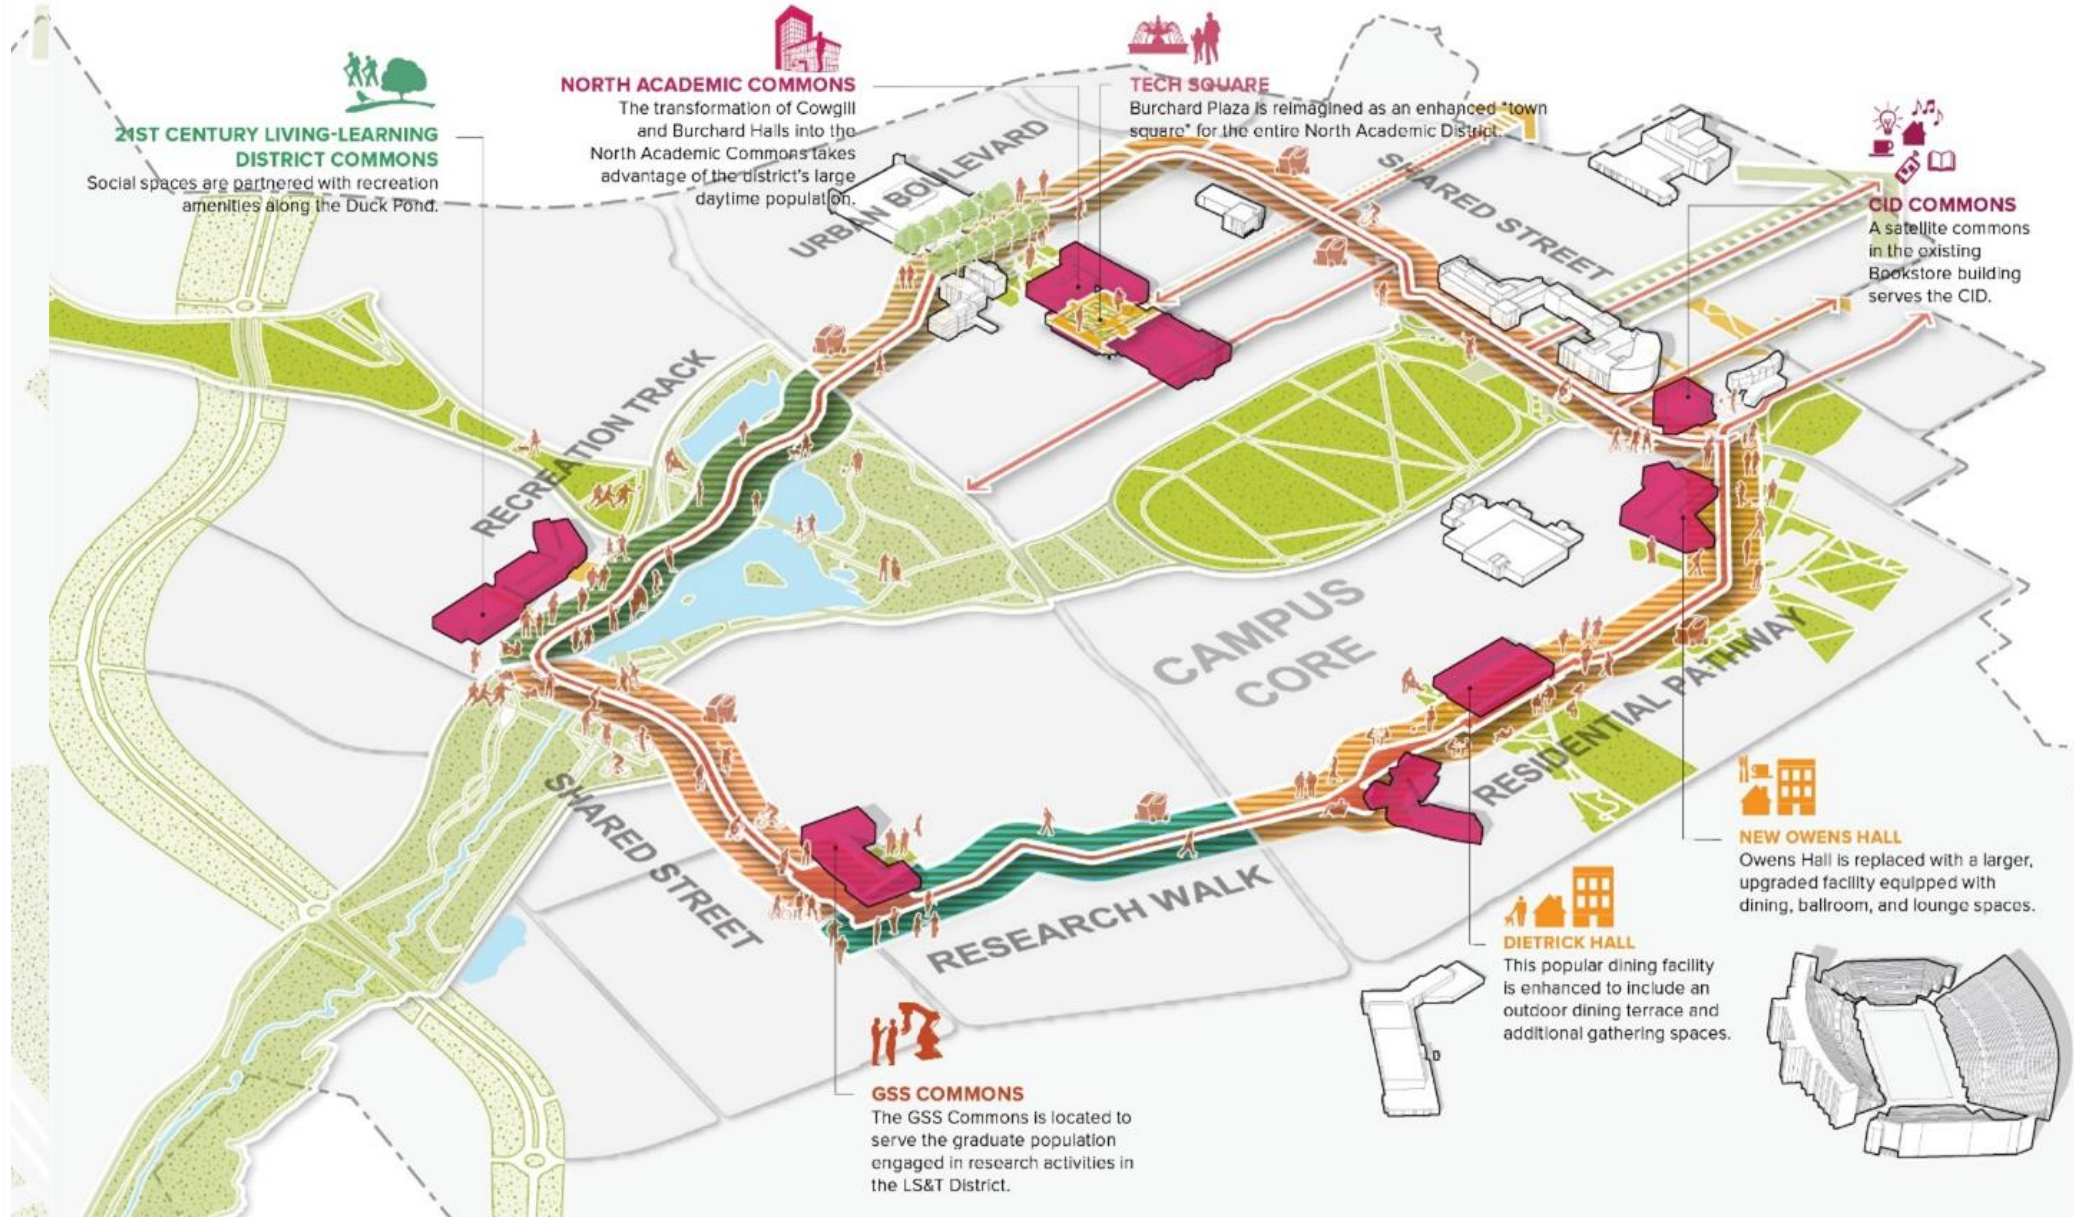 21ST CENTURY LIVING-LEARNING
DISTRICT COMMONS
Social spaces are partnered with recreation
amenities along the Duck Pond.
NORTH ACADEMIC COMMONS
The transformation of Cowgill
and Burchard Halls into the
North Academic Commons takes
advantage of the district's large
daytime population.
TECH SQUARE
Burchard Plaza is reimagined as an enhanced "town
square" for the entire North Academic District.
CID COMMONS
A satellite commons
in the existing
Bookstore building
serves the CID.
URBAN BOULEVARD
SHARED STREET
RECREATION TRACK
CAMPUS
CORE
RESIDENTIAL PATHWAY
SHARED STREET
RESEARCH WALK
NEW OWENS HALL
Owens Hall is replaced with a larger,
upgraded facility equipped with
dining, ballroom, and lounge spaces.
DIETRICK HALL
This popular dining facility
is enhanced to include an
outdoor dining terrace and
additional gathering spaces.
GSS COMMONS
The GSS Commons is located to
serve the graduate population
engaged in research activities in
the LS&T District.